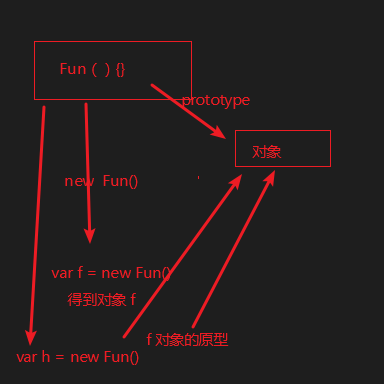 Fun ( ) {}
prototype
对象
new Fun()
'
var f = new Fun()
得到对象 f
f 对象的原型
var h = new Fun()